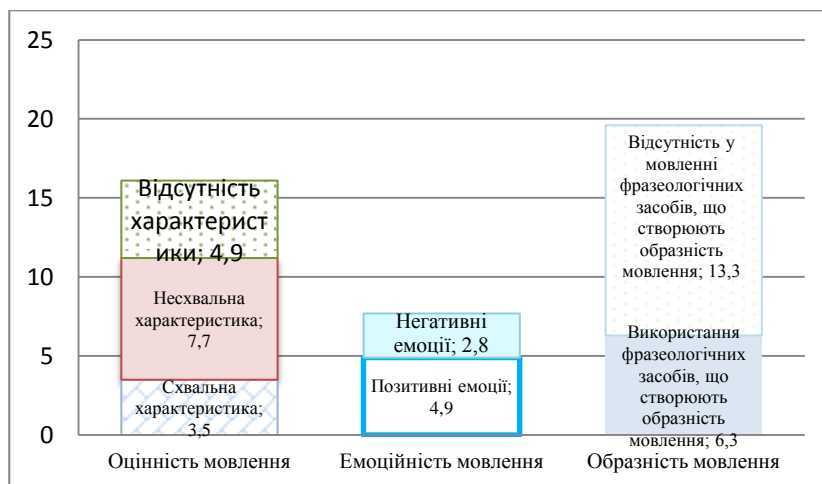 25
20
15
10
5
0
Відсутність
характерист
ики; 4,9
Несхвальна
характеристика;
7,7
Схвальна
характеристика;
3,5
Негативні
емоції; 2,8
Позитивні емоції;
4,9
Відсутність у
мовленні
фразеологічних
засобів, що
створюють
образність
мовлення; 13,3
Використання
фразеологічних
засобів, що
створюють
образність
мовлення; 6,3
Оцінність мовлення
Емоційність мовлення
Образність мовлення